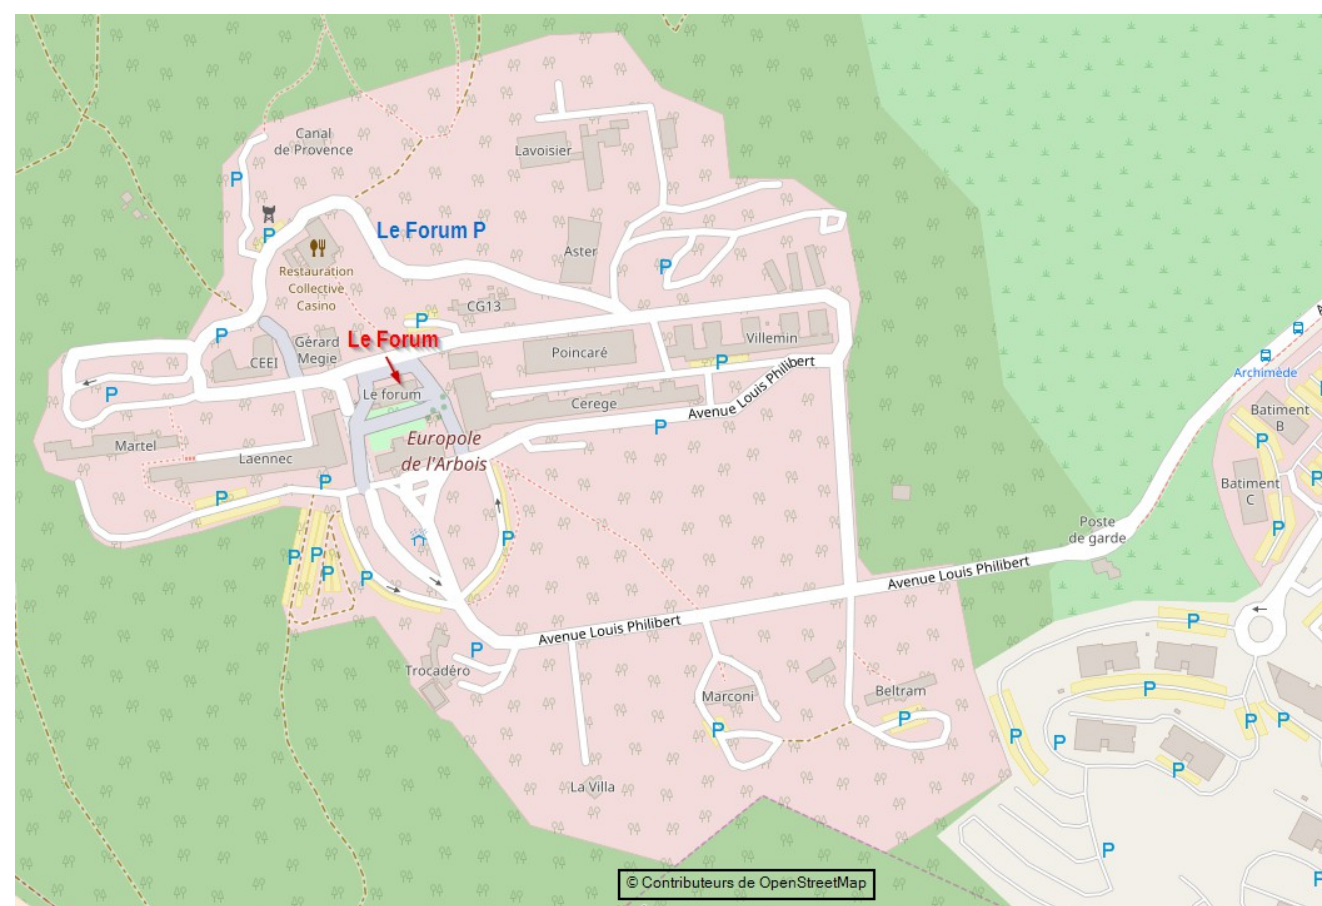 Canal
de Provence
Lavoisier
P
Le Forum P
P
Aster
P
Restauration
Collective
Casino
CG13
P
P
Gèrard
Megie
Le Forum
CEEI
Poincaré
Villemin
P
Avenue Louis Philibert
P
Le forum
Cerege
P
Archimède
Batiment
B
P
Martel
Laennec
Europole
de l'Arbois
P
P
Batiment
C
P
P
Poste
de garde
P
P
P
P
P
Avenue Louis Philibert
Avenue Louis Philibert
P
P
Trocadéro
Marconi
Beltram
P
P
P
P
P
P
P
P
La Villa
P
P
© Contributeurs de OpenStreetMap